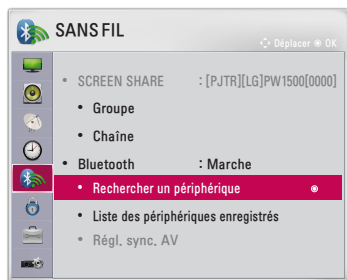 SANS FIL
Déplacer OK
• SCREEN SHARE : [PJTR][LG]PW1500[0000]
• Groupe
• Chaîne
• Bluetooth : Marche
• Rechercher un périphérique
• Liste des périphériques enregistrés
• Régl. sync. AV